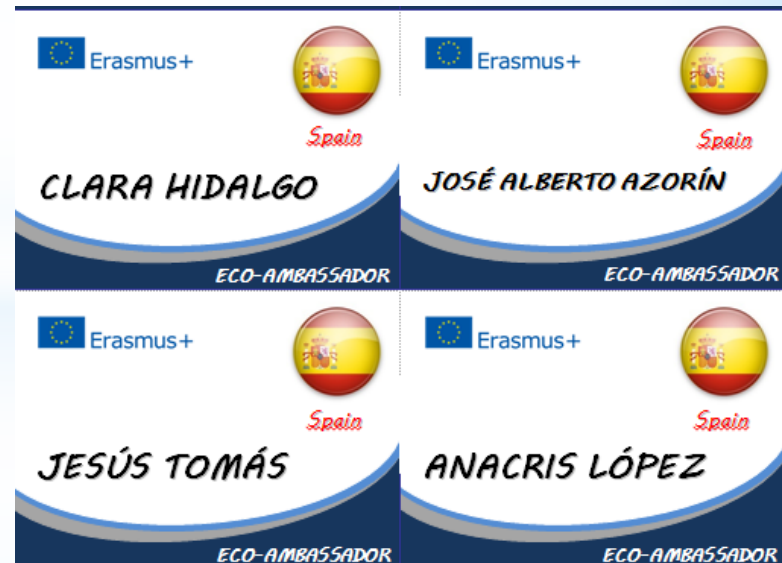 Erasmus+
Spain
CLARA HIDALGO
ECO-AMBASSADOR
Erasmus+
Spain
JOSÉ ALBERTO AZORÍN
ECO-AMBASSADOR
Erasmus+
Spain
JESÚS TOMÁS
ECO-AMBASSADOR
Erasmus+
Spain
ANACRIS LÓPEZ
ECO-AMBASSADOR